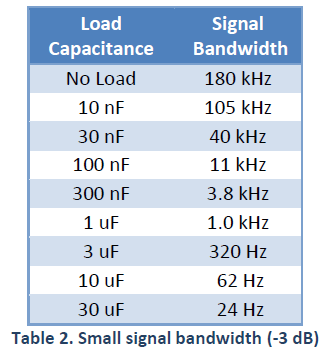 Load Capacitance Signal Bandwidth
No Load 180 kHz
10 nF 105 kHz
30 nF 40 kHz
100 nF 11 kHz
300 nF 3.8 kHz
1 uF 1.0 kHz
3 uF 320 Hz
10 uF 62 Hz
30 uF 24 Hz
Table 2. Small signal bandwidth (-3 dB)